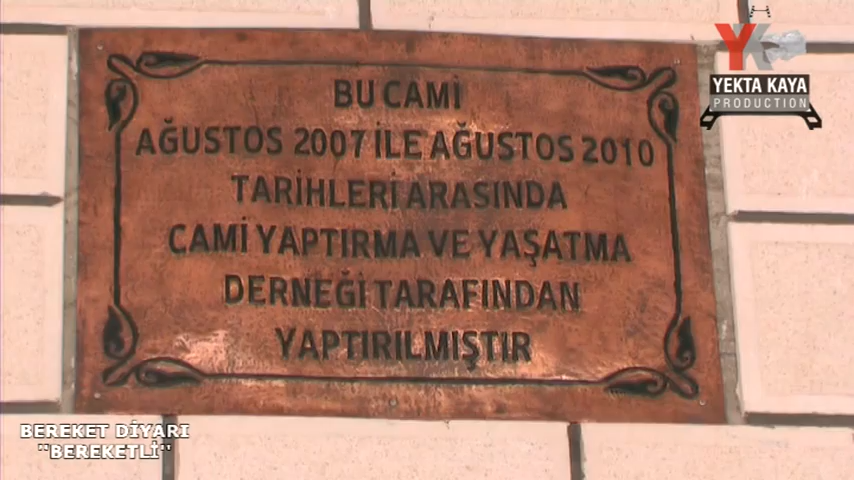 YK
YEKTA KAYA
PRODUCTION
BU CAMİ
AĞUSTOS 2007 İLE AĞUSTOS 2010
TARİHLERİ ARASINDA
CAMİ YAPTIRMA VE YAŞATMA
DERNEĞİ TARAFINDAN
YAPTIRILMIŞTIR
BEREKET DİYARI
"BEREKETLİ"